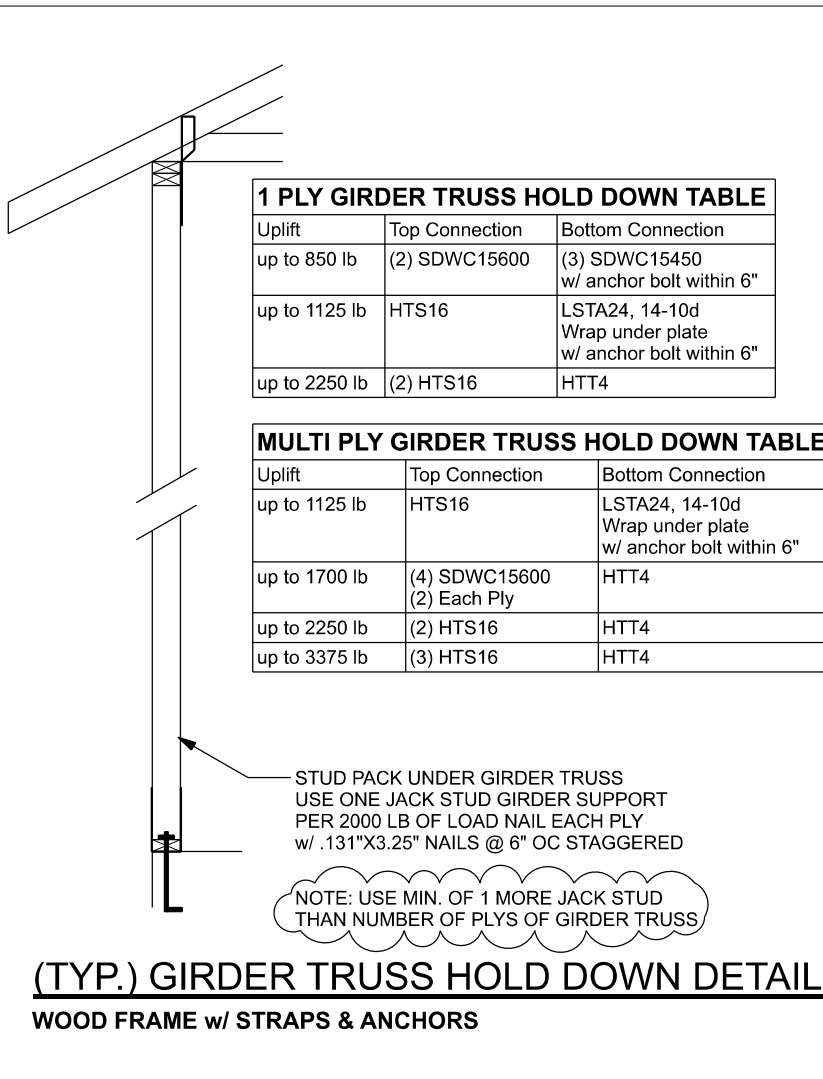 1 PLY GIRDER TRUSS HOLD DOWN TABLE
Uplift Top Connection Bottom Connection
up to 850 lb (2) SDWC15600 (3) SDWC15450
w/ anchor bolt within 6"
up to 1125 lb HTS16 LSTA24, 14-10d
Wrap under plate
w/ anchor bolt within 6"
up to 2250 lb (2) HTS16 HTT4
MULTI PLY GIRDER TRUSS HOLD DOWN TABLE
Uplift Top Connection Bottom Connection
up to 1125 lb HTS16 LSTA24, 14-10d
Wrap under plate
w/ anchor bolt within 6"
up to 1700 lb (4) SDWC15600 HTT4
(2) Each Ply
up to 2250 lb (2) HTS16 HTT4
up to 3375 lb (3) HTS16 HTT4
STUD PACK UNDER GIRDER TRUSS
USE ONE JACK STUD GIRDER SUPPORT
PER 2000 LB OF LOAD NAIL EACH PLY
w/ .131"X3.25" NAILS @ 6" OC STAGGERED
NOTE: USE MIN. OF 1 MORE JACK STUD
THAN NUMBER OF PLYS OF GIRDER TRUSS
(TYP.) GIRDER TRUSS HOLD DOWN DETAIL
WOOD FRAME w/ STRAPS & ANCHORS